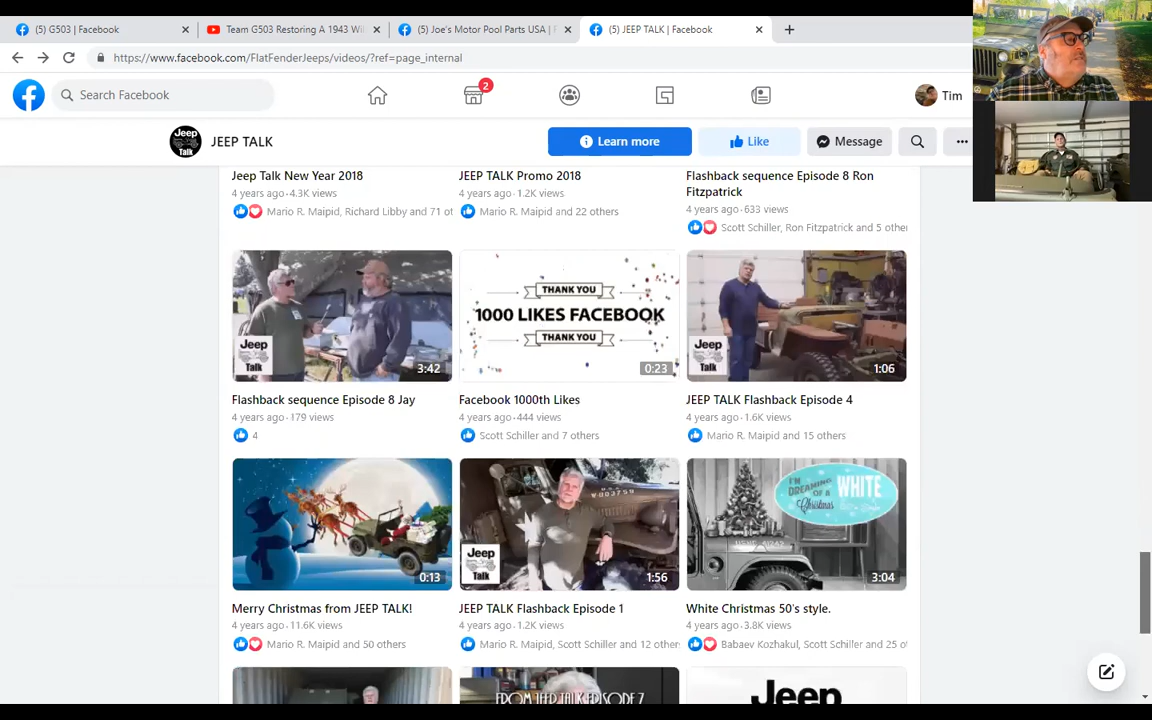 (5) G503 | Facebook
Team G503 Restoring A 1943 Wi
(5) Joe's Motor Pool Parts USA |
(5) JEEP TALK | Facebook
https://www.facebook.com/FlatFenderJeeps/videos/?ref=page_internal
Search Facebook
2
Tim
Jeep Talk
JEEP TALK
Learn more
Like
Message
Jeep Talk New Year 2018
4 years ago · 4.3K views
Mario R. Maipid, Richard Libby and 71 ot
JEEP TALK Promo 2018
4 years ago · 1.2K views
Mario R. Maipid and 22 others
Flashback sequence Episode 8 Ron
Fitzpatrick
4 years ago · 633 views
Scott Schiller, Ron Fitzpatrick and 5 other
Jeep
Talk
3:42
THANK YOU
1000 LIKES FACEBOOK
THANK YOU
0:23
Jeep
Talk
1:06
Flashback sequence Episode 8 Jay
4 years ago · 179 views
4
Facebook 1000th Likes
4 years ago · 444 views
Scott Schiller and 7 others
JEEP TALK Flashback Episode 4
4 years ago · 1.6K views
Mario R. Maipid and 15 others
0:13
Jeep
Talk
1:56
I'M
DREAMING
OF A
WHITE
Christmas
3:04
Merry Christmas from JEEP TALK!
4 years ago · 11.6K views
Mario R. Maipid and 50 others
JEEP TALK Flashback Episode 1
4 years ago · 1.2K views
Mario R. Maipid, Scott Schiller and 12 others
White Christmas 50's style.
4 years ago · 3.8K views
Babaev Kozhakul, Scott Schiller and 25 o
FROM JEEP TALK EPISODE 7
Jeep